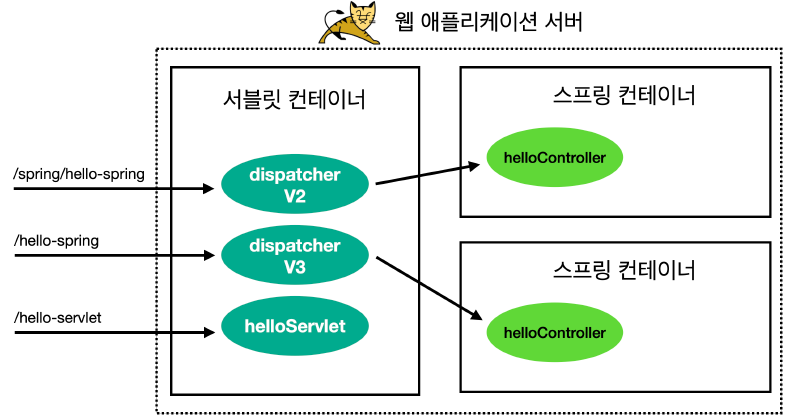 웹 애플리케이션 서버
서블릿 컨테이너
스프링 컨테이너
/spring/hello-spring
dispatcher
V2
helloController
/hello-spring
dispatcher
V3
스프링 컨테이너
/hello-servlet
helloServlet
helloController